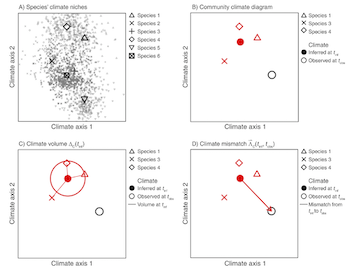 A) Species' climate niches
Climate axis 2
Climate axis 1
Species 1
Species 2
Species 3
Species 4
Species 5
Species 6
B) Community climate diagram
Climate axis 2
Climate axis 1
Species 1
Species 3
Species 4
Climate
Inferred at
Observed at
C) Climate volume
Climate axis 2
Climate axis 1
Species 1
Species 3
Species 4
Climate
Inferred at
Observed at
Volume at
D) Climate mismatch
Climate axis 2
Climate axis 1
Species 1
Species 3
Species 4
Climate
Inferred at
Observed at
Mismatch from
to